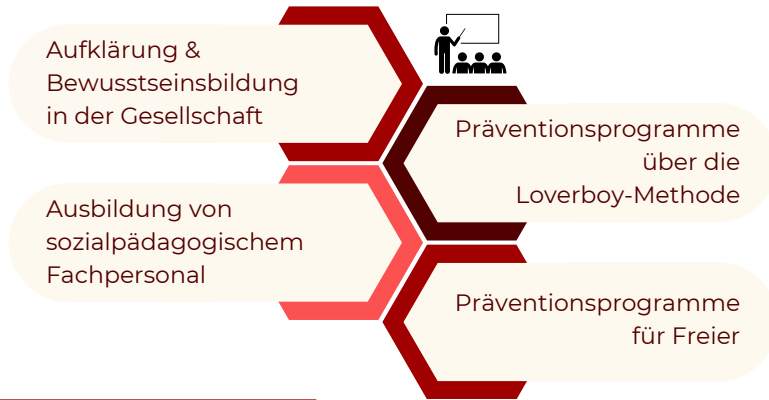 Aufklärung &
Bewusstseinsbildung
in der Gesellschaft
Präventionsprogramme
über die
Loverboy-Methode
Ausbildung von
sozialpädagogischem
Fachpersonal
Präventionsprogramme
für Freier